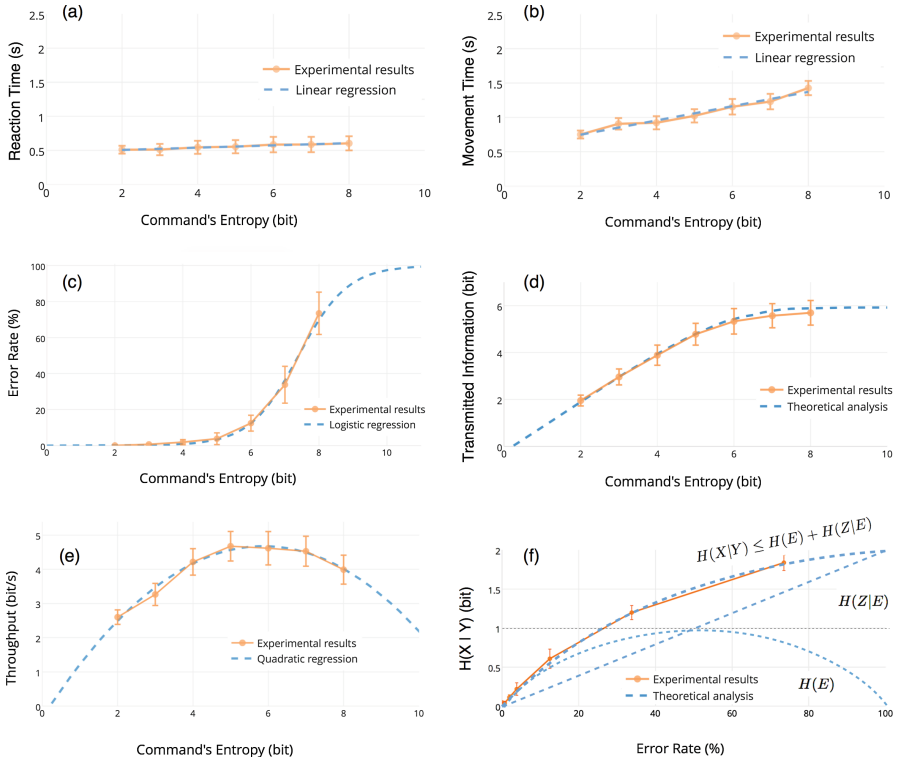 (a)
2.5
2
1.5
1
0.5
0
0
2
4
6
8
10
Reaction Time (s)
Command's Entropy (bit)
Experimental results
Linear regression
(b)
2.5
2
1.5
1
0.5
0
0
2
4
6
8
10
Movement Time (s)
Command's Entropy (bit)
Experimental results
Linear regression
(c)
100
80
60
40
20
0
0
2
4
6
8
10
Error Rate (%)
Command's Entropy (bit)
Experimental results
Logistic regression
(d)
6
4
2
0
0
2
4
6
8
10
Transmitted Information (bit)
Command's Entropy (bit)
Experimental results
Theoretical analysis
(e)
5
4
3
2
1
0
0
2
4
6
8
10
Throughput (bit/s)
Command's Entropy (bit)
Experimental results
Quadratic regression
(f)
H(X|Y) ≤ H(E) + H(Z|E)
H(Z|E)
H(E)
2
1.5
1
0.5
0
0
20
40
60
80
100
H(X | Y) (bit)
Error Rate (%)
Experimental results
Theoretical analysis